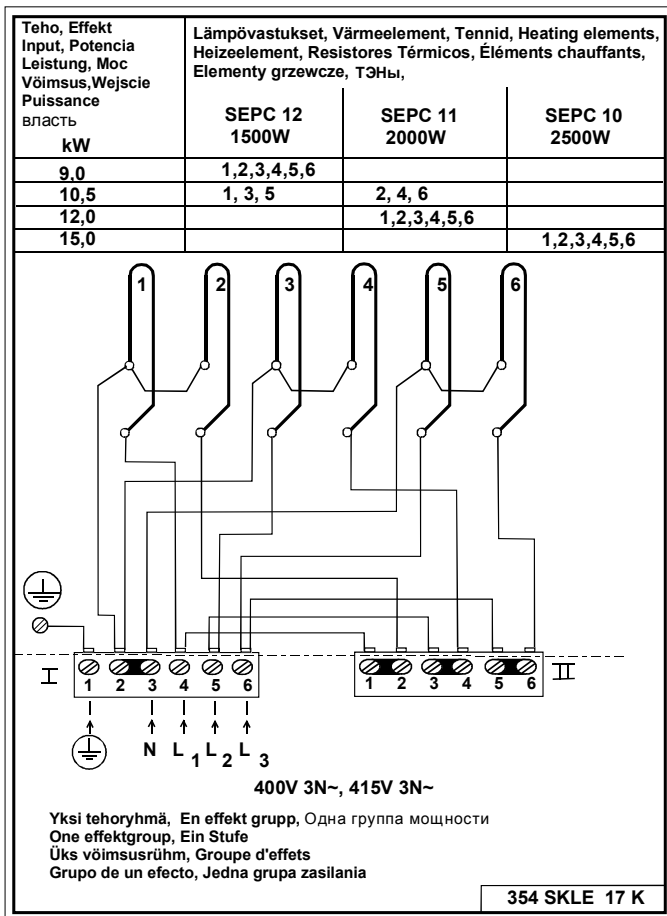 Teho, Effekt
Input, Potencia
Leistung, Moc
Vöimsus,Wejscie
Puissance
власть
kW
Lämpövastukset, Värmeelement, Tennid, Heating elements,
Heizeelement, Resistores Térmicos, Éléments chauffants,
Elementy grzewcze, ТЭНы,
SEPC 12
1500W
SEPC 11
2000W
SEPC 10
2500W
9,0 1,2,3,4,5,6
10,5 1, 3, 5 2, 4, 6
12,0 1,2,3,4,5,6
15,0 1,2,3,4,5,6
1 2 3 4 5 6
I 1 2 3 4 5 6 1 2 3 4 5 6 II
N L1 L2 L3
400V 3N~, 415V 3N~
Yksi tehoryhmä, En effekt grupp, Одна группа мощности
One effektgroup, Ein Stufe
Üks vöimsusrühm, Groupe d'effets
Grupo de un efecto, Jedna grupa zasilania
354 SKLE 17 K